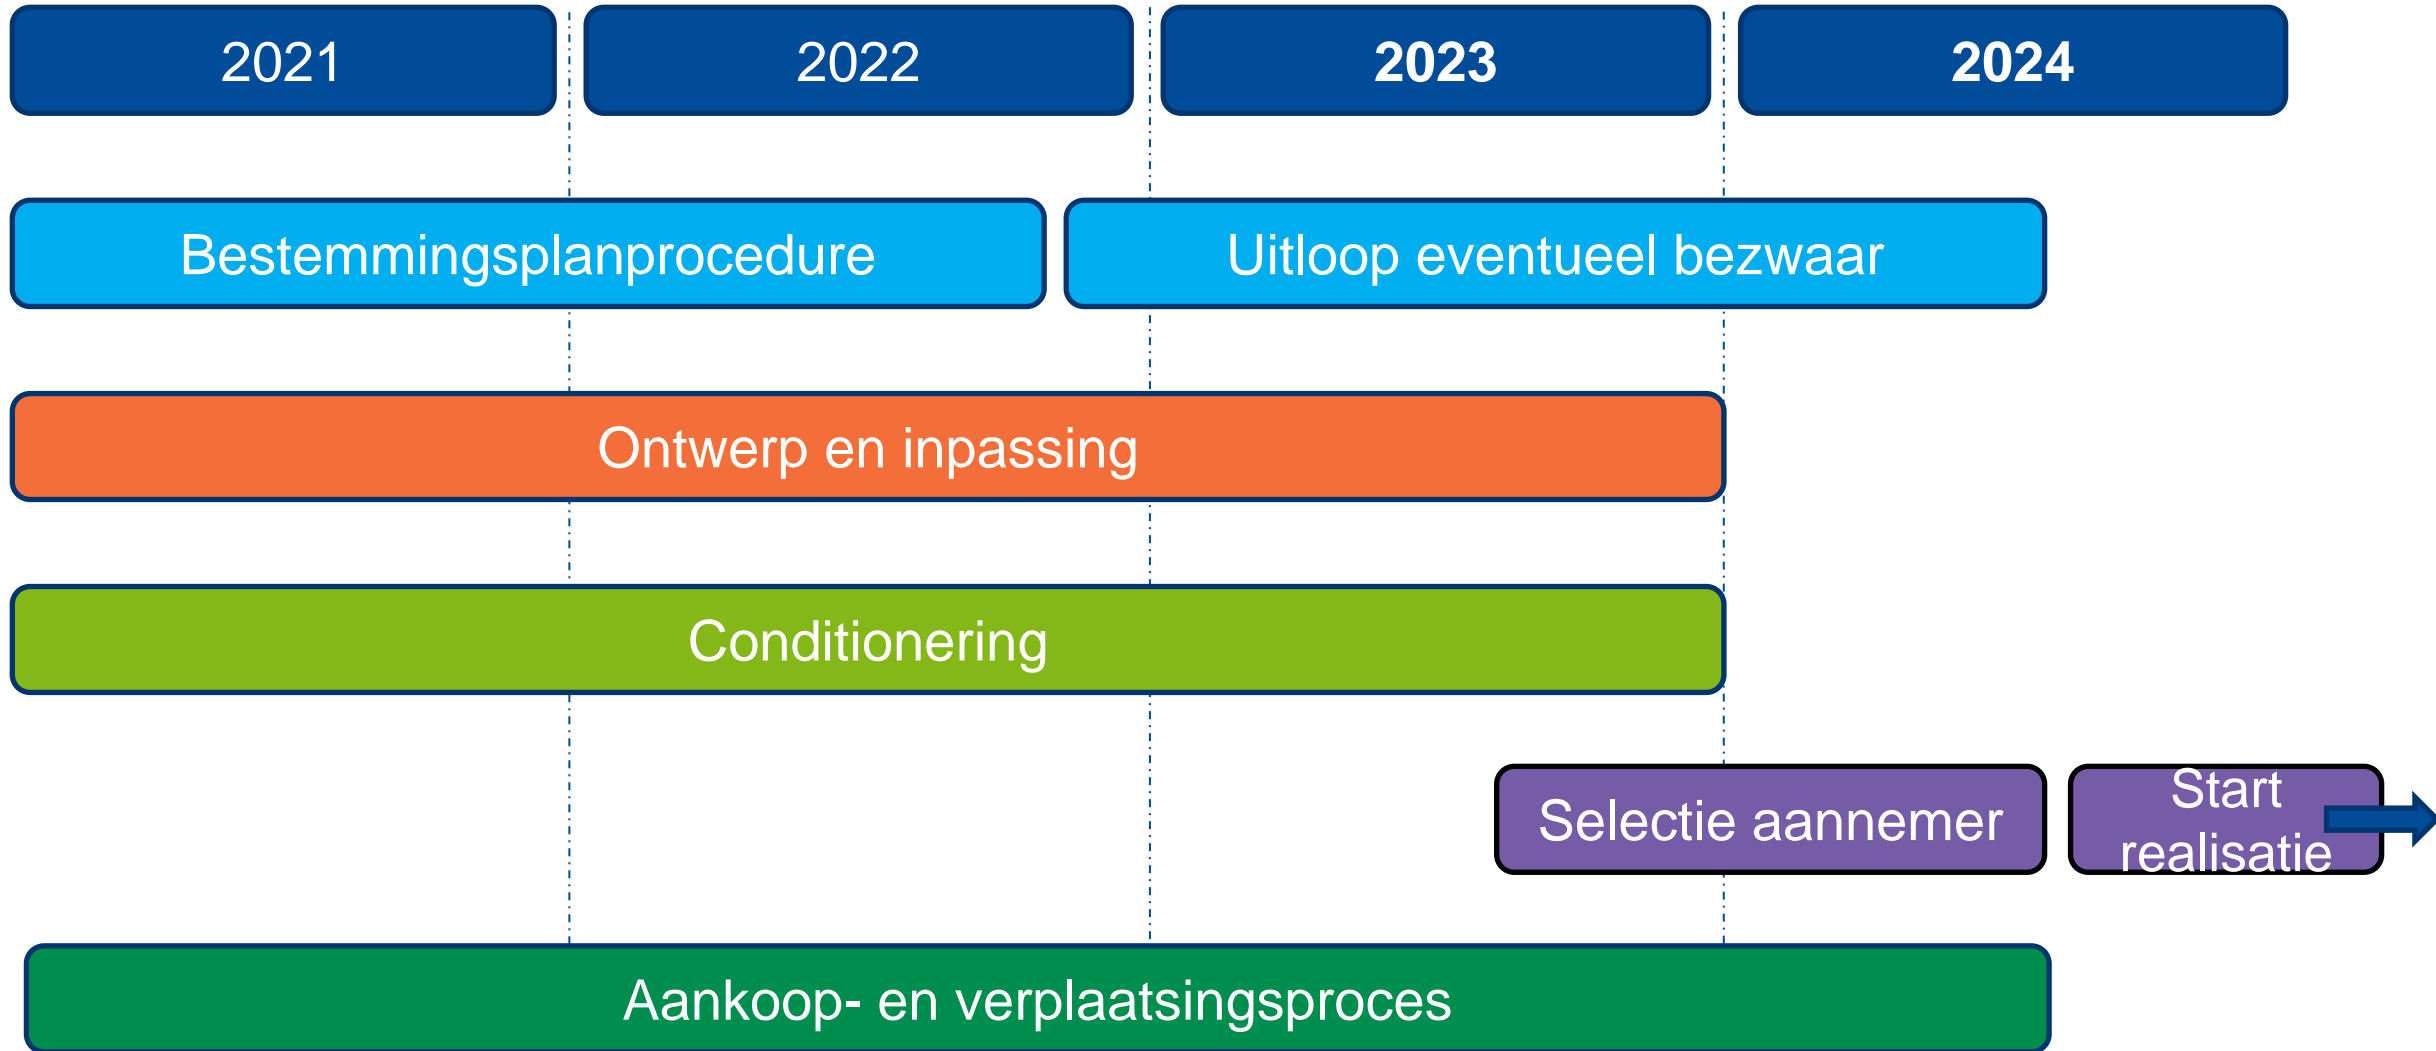 2021
2022
2023
2024
Bestemmingsplanprocedure
Uitloop eventueel bezwaar
Ontwerp en inpassing
Conditionering
Selectie aannemer
Start
realisatie
Aankoop- en verplaatsingsproces